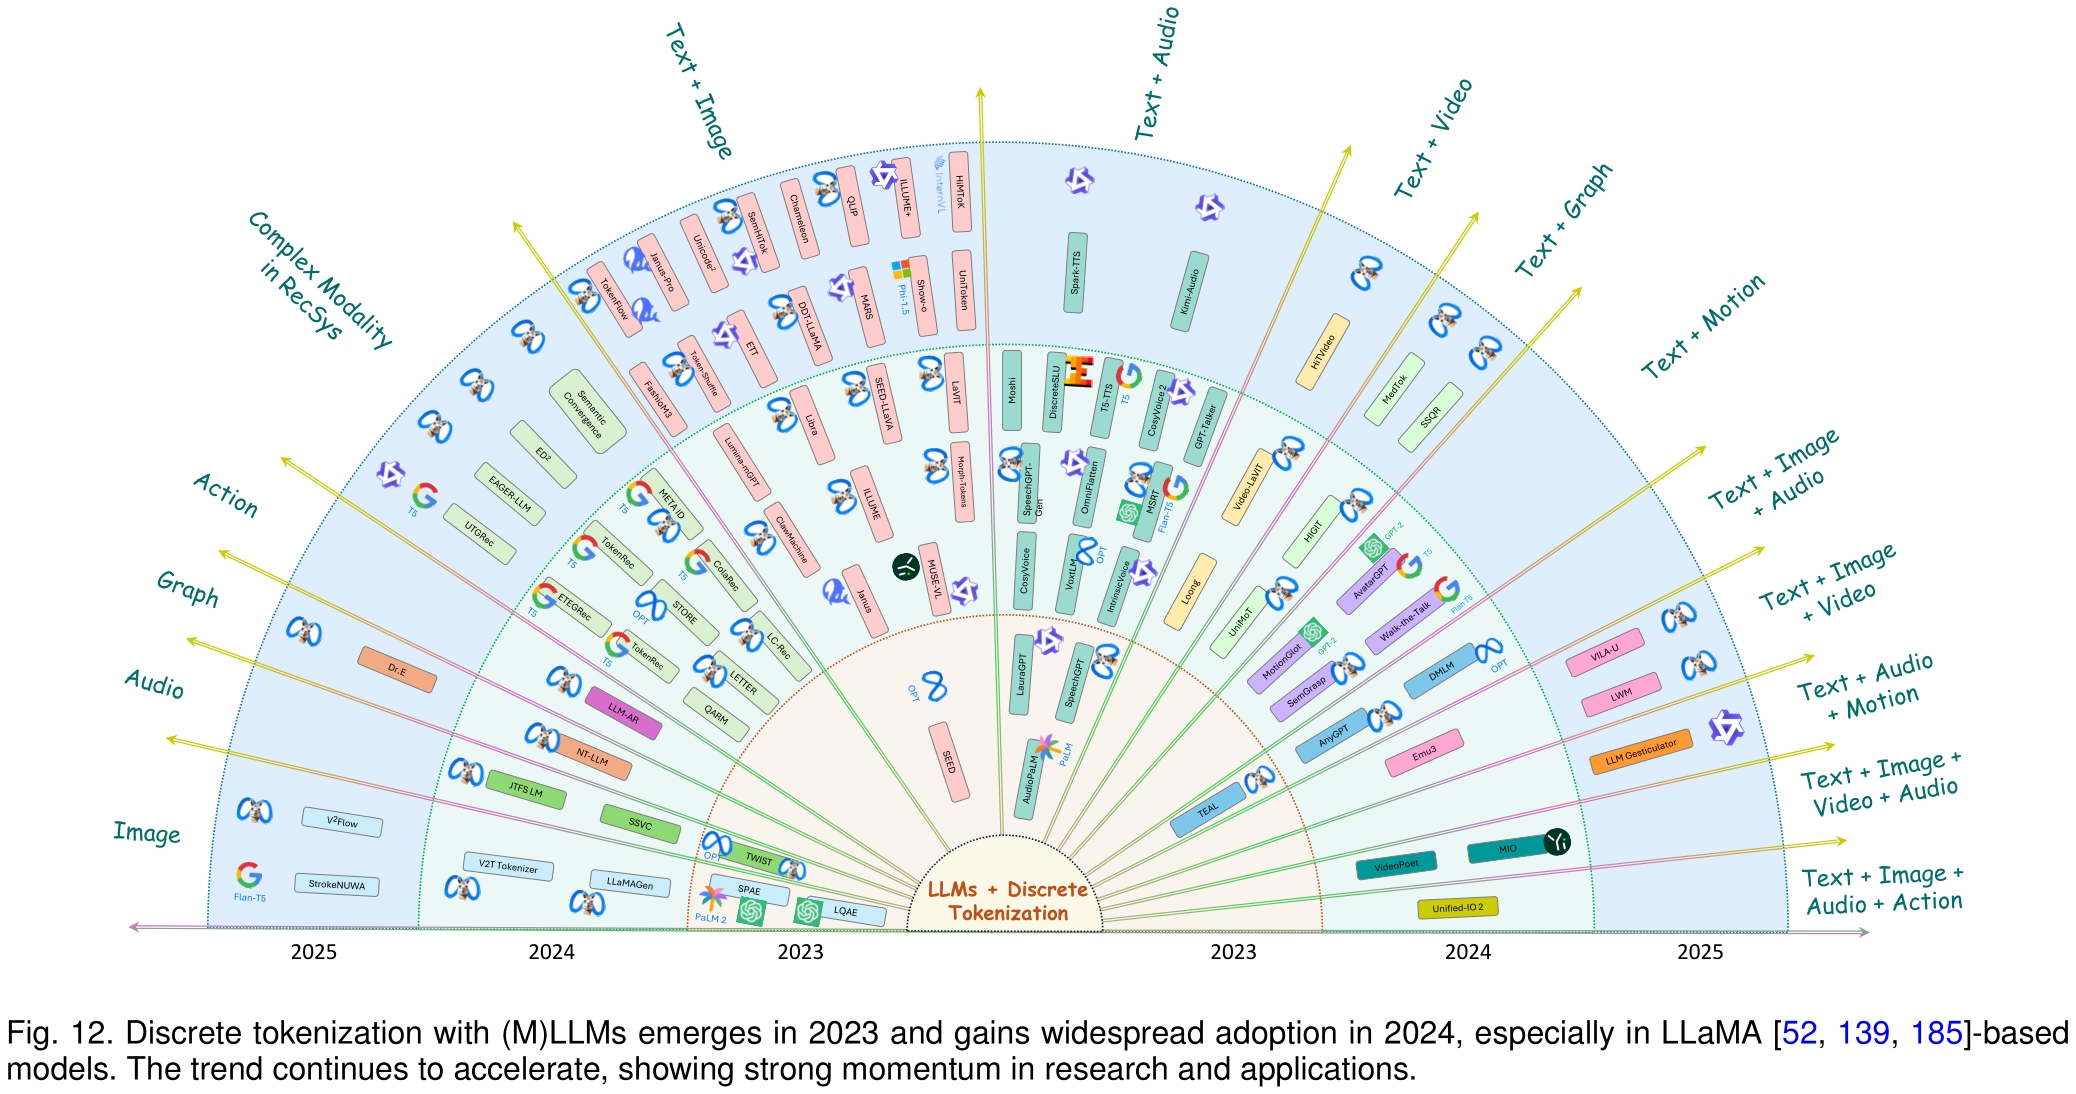 Text + Image
Text + Audio
Text + Video
Text + Graph
Text + Motion
Text + Image
+ Audio
Text + Image
+ Video
Text + Audio
+ Motion
Text + Image +
Video + Audio
Text + Image +
Audio + Action
Complex Modality
in RecSys
Action
Graph
Audio
Image
HiMToK
InternVL
ILLUME+
QLIP
Chameleon
SemHiTok
Unicode²
Janus-Pro
TokenFlow
UniToken
Show-o
Phi-1.5
MARS
DDT-LLaMA
ETT
Token-Shuffle
FashioM3
LaVIT
SEED-LLaVA
Libra
Lumina-mGPT
Morph-Tokens
ILLUME
ClawMachine
MUSE-VL
Janus
SEED
OPT
Spark-TTS
Kimi-Audio
Moshi
DiscreteSLU
T5-TTS
T5
CosyVoice 2
GPT-Talker
SpeechGPT-
Gen
OmniFlatten
MSRT
Flan-T5
CosyVoice
VoxtLM
OPT
IntrinsicVoice
LauraGPT
SpeechGPT
AudioPaLM
PaLM
HiTVideo
Video-LaVIT
Loong
MedTok
SSQR
HIGIT
UniMoT
GPT-2
T5
AvatarGPT
Walk-the-Talk
FlanT5
MotionGlot
GPT-2
SemGrasp
DMLM
OPT
AnyGPT
TEAL
VILA-U
LWM
Emu3
LLM Gesticulator
VideoPoet
MIO
Unified-IO 2
Semantic
Convergence
ED²
EAGER-LLM
UTGRec
T5
META ID
T5
TokenRec
T5
ColaRec
T5
ETEGRec
T5
STORE
OPT
LC-Rec
TokenRec
T5
LETTER
QARM
LLM-AR
Dr.E
NT-LLM
JTFS LM
SSVC
TWIST
OPT
V²Flow
StrokeNUWA
Flan-T5
V2T Tokenizer
LLaMAGen
SPAE
PaLM 2
LQAE
LLMs + Discrete
Tokenization
2025
2024
2023
2023
2024
2025
Fig. 12. Discrete tokenization with (M)LLMs emerges in 2023 and gains widespread adoption in 2024, especially in LLaMA [52, 139, 185]-based
models. The trend continues to accelerate, showing strong momentum in research and applications.